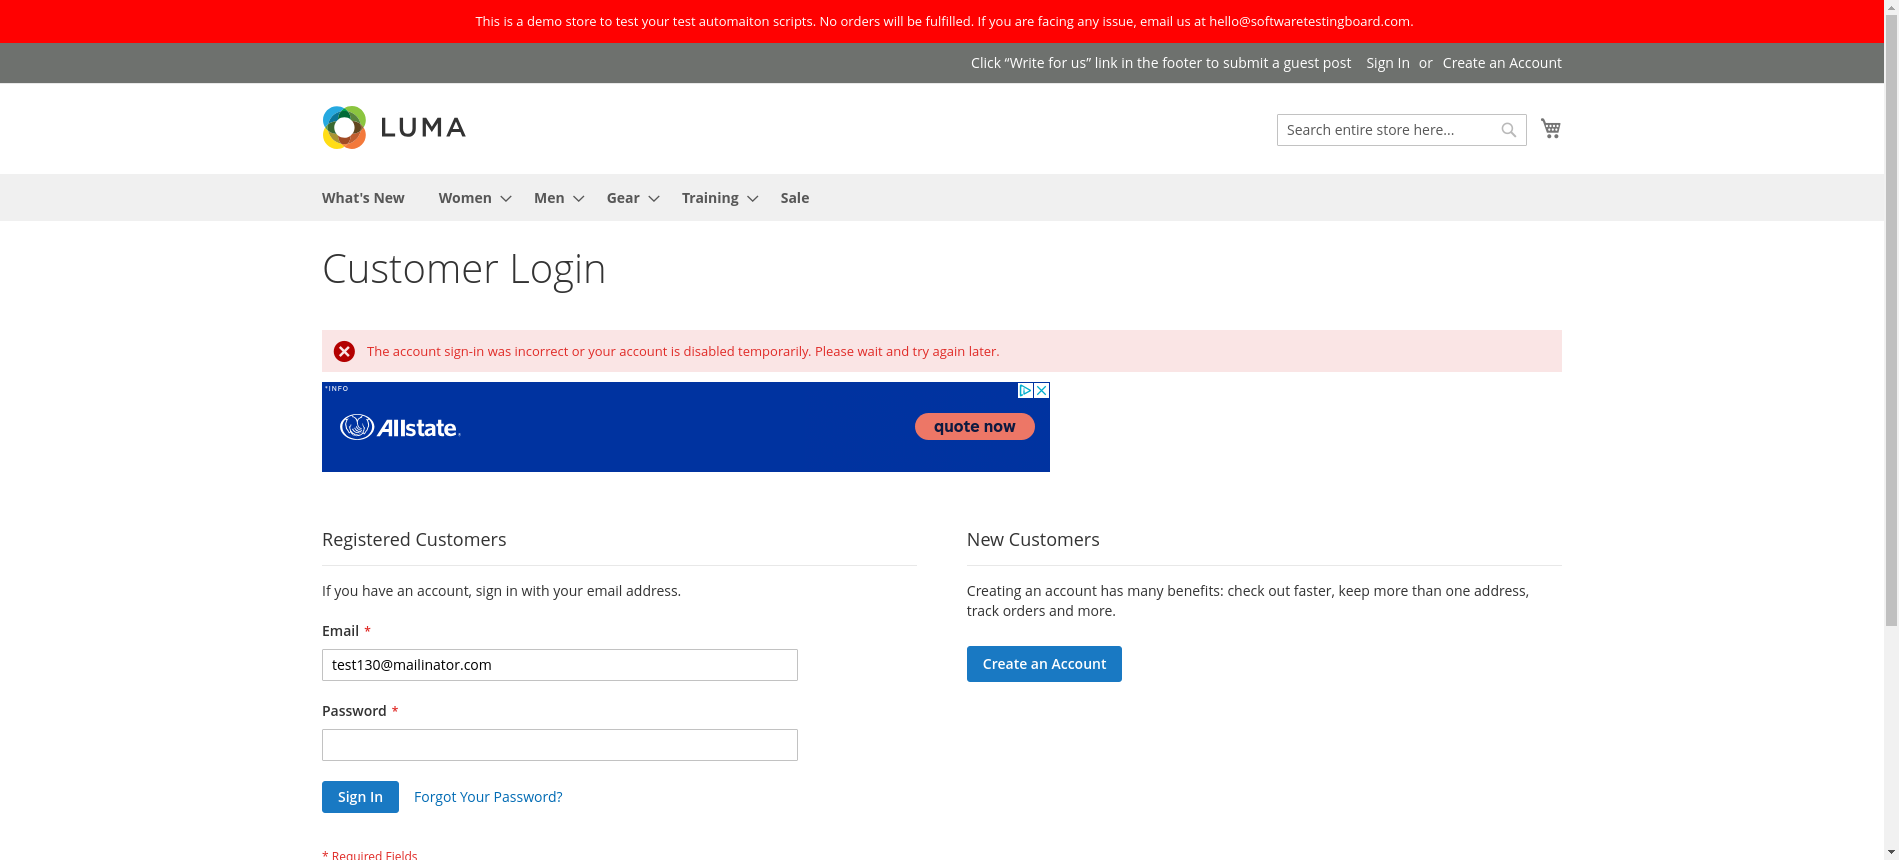 This is a demo store to test your test automaiton scripts. No orders will be fulfilled. If you are facing any issue, email us at hello@softwaretestingboard.com.
Click “Write for us” link in the footer to submit a guest post Sign In or Create an Account
LUMA
Search entire store here...
What's New Women Men Gear Training Sale
Customer Login
The account sign-in was incorrect or your account is disabled temporarily. Please wait and try again later.
*INFO
Allstate.
quote now
Registered Customers
If you have an account, sign in with your email address.
Email *
test130@mailinator.com
Password *
Sign In Forgot Your Password?
* Required Fields
New Customers
Creating an account has many benefits: check out faster, keep more than one address,
track orders and more.
Create an Account